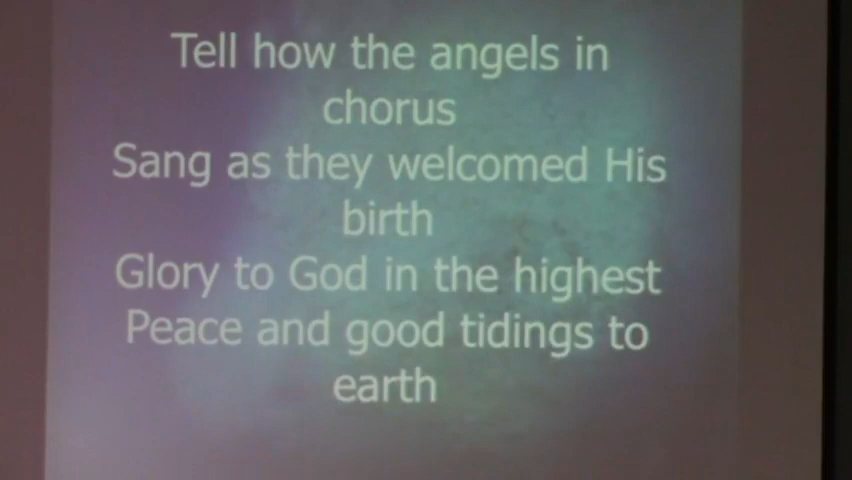 Tell how the angels in
chorus
Sang as they welcomed His
birth
Glory to God in the highest
Peace and good tidings to
earth